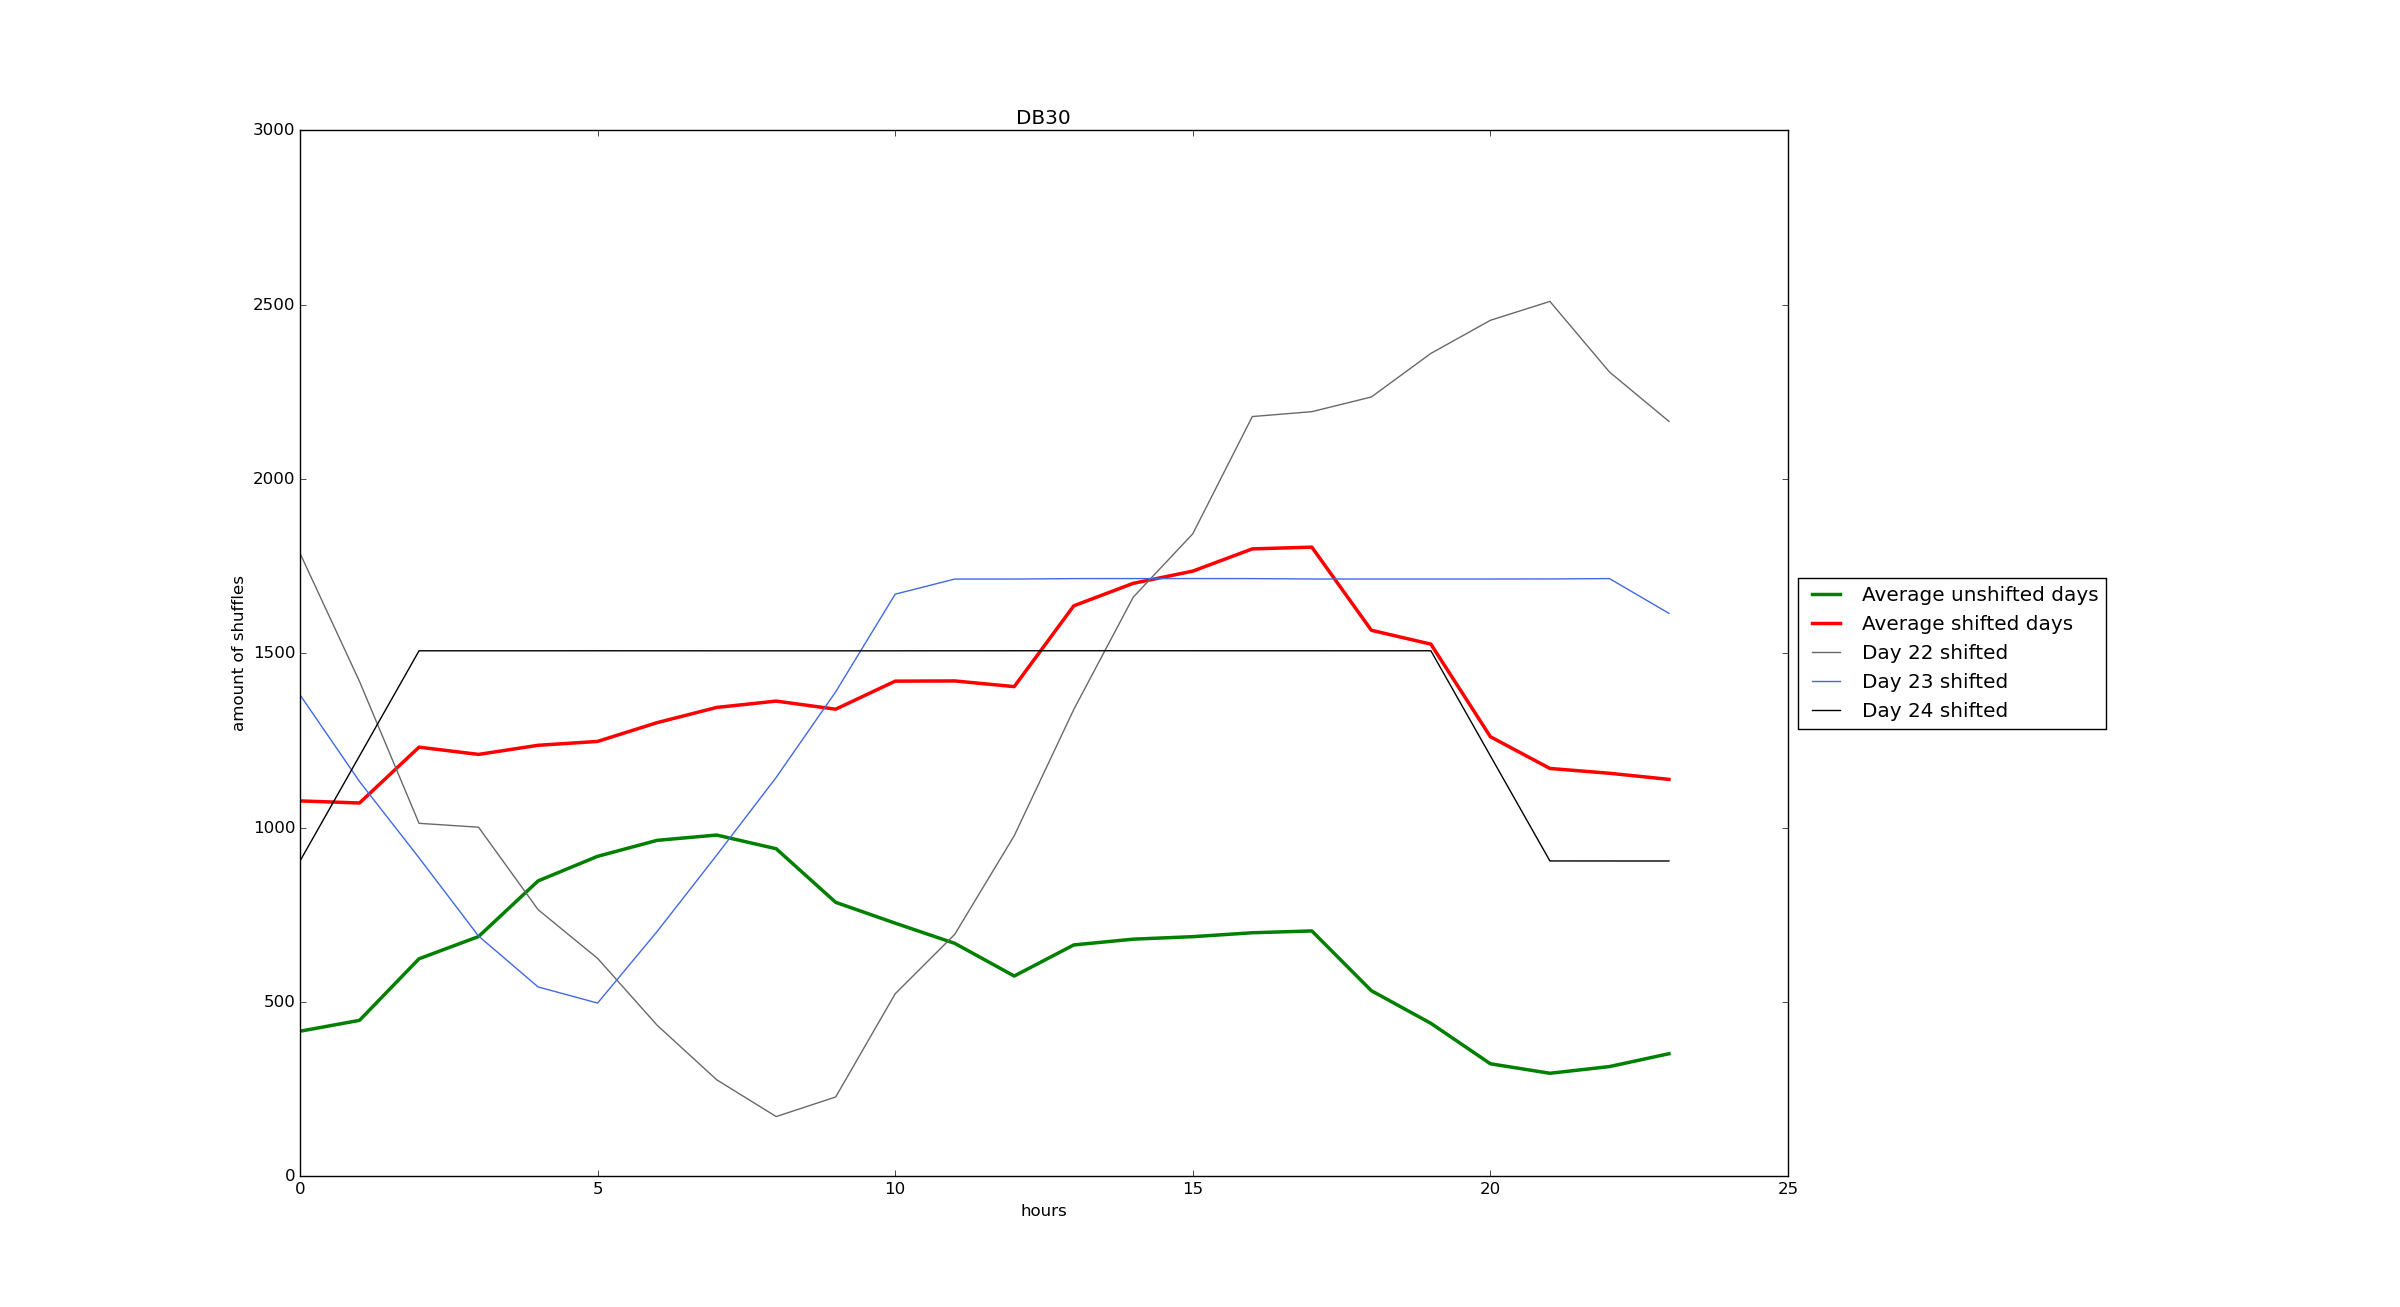 DB30
3000
2500
2000
1500
1000
500
0
amount of shuffles
0 5 10 15 20 25
hours
Average unshifted days
Average shifted days
Day 22 shifted
Day 23 shifted
Day 24 shifted